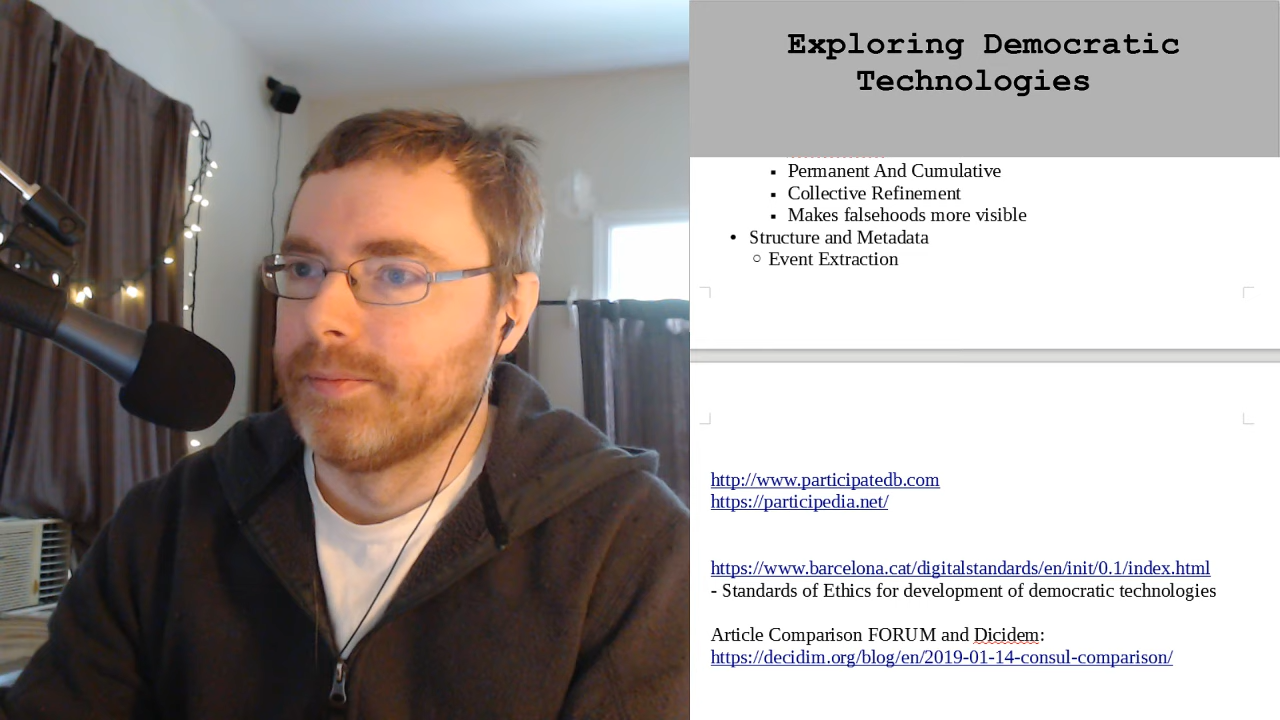 Exploring Democratic
Technologies
▪ Permanent And Cumulative
▪ Collective Refinement
▪ Makes falsehoods more visible
• Structure and Metadata
○ Event Extraction
http://www.participatedb.com
https://participedia.net/
https://www.barcelona.cat/digitalstandards/en/init/0.1/index.html
- Standards of Ethics for development of democratic technologies
Article Comparison FORUM and Dicidem:
https://decidim.org/blog/en/2019-01-14-consul-comparison/